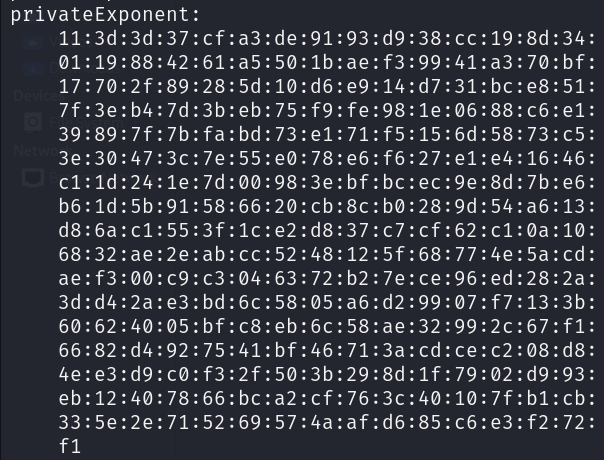 privateExponent:
11:3d:3d:37:cf:a3:de:91:93:d9:38:cc:19:8d:34:
01:19:88:42:61:a5:50:1b:ae:f3:99:41:a3:70:bf:
17:70:2f:89:28:5d:10:d6:e9:14:d7:31:bc:e8:51:
7f:3e:b4:7d:3b:eb:75:f9:fe:98:1e:06:88:c6:e1:
39:89:7f:7b:fa:bd:73:e1:71:f5:15:6d:58:73:c5:
3e:30:47:3c:7e:55:e0:78:e6:f6:27:e1:e4:16:46:
c1:1d:24:1e:7d:00:98:3e:bf:bc:ec:9e:8d:7b:e6:
b6:1d:5b:91:58:66:20:cb:8c:b0:28:9d:54:a6:13:
d8:6a:c1:55:3f:1c:e2:d8:37:c7:cf:62:c1:0a:10:
68:32:ae:2e:ab:cc:52:48:12:5f:68:77:4e:5a:cd:
ae:f3:00:c9:c3:04:63:72:b2:7e:ce:96:ed:28:2a:
3d:d4:2a:e3:bd:6c:58:05:a6:d2:99:07:f7:13:3b:
60:62:40:05:bf:c8:eb:6c:58:ae:32:99:2c:67:f1:
66:82:d4:92:75:41:bf:46:71:3a:cd:ce:c2:08:d8:
4e:e3:d9:c0:f3:2f:50:3b:29:8d:1f:79:02:d9:93:
eb:12:40:78:66:bc:a2:cf:76:3c:40:10:7f:b1:cb:
33:5e:2e:71:52:69:57:4a:af:d6:85:c6:e3:f2:72:
f1